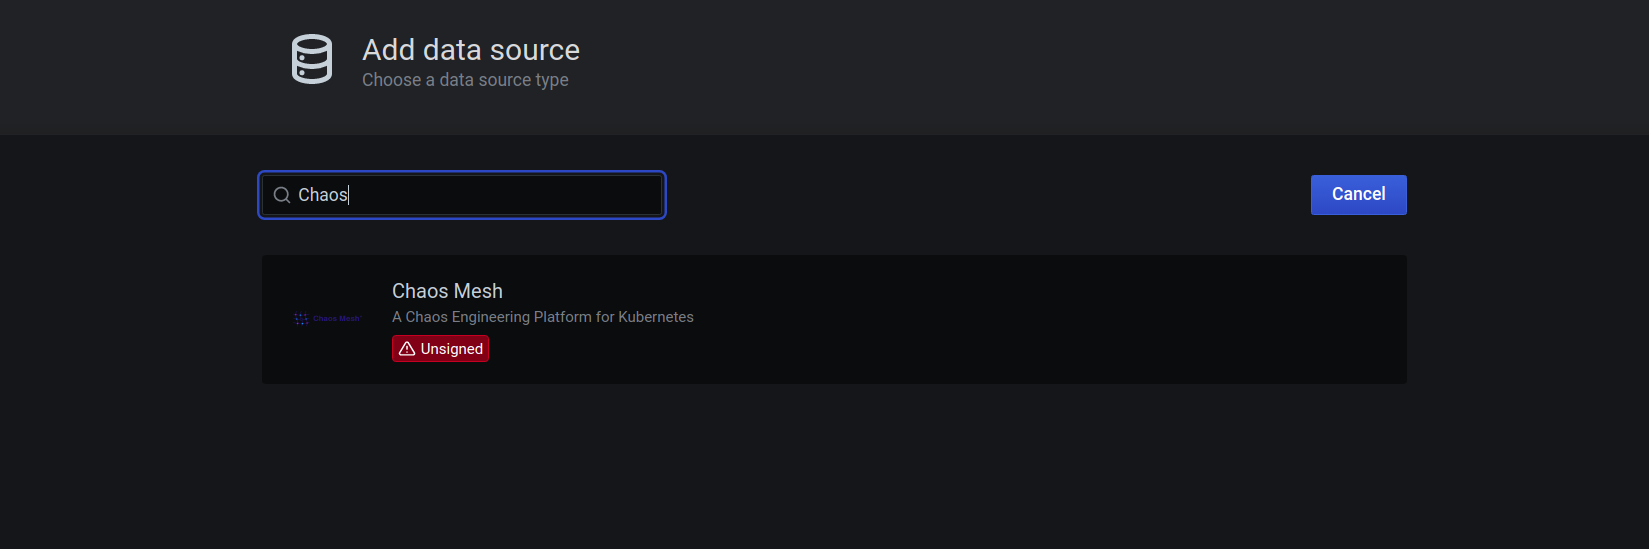 Add data source
Choose a data source type
Chaos
Cancel
Chaos Mesh
Chaos Mesh
A Chaos Engineering Platform for Kubernetes
Unsigned